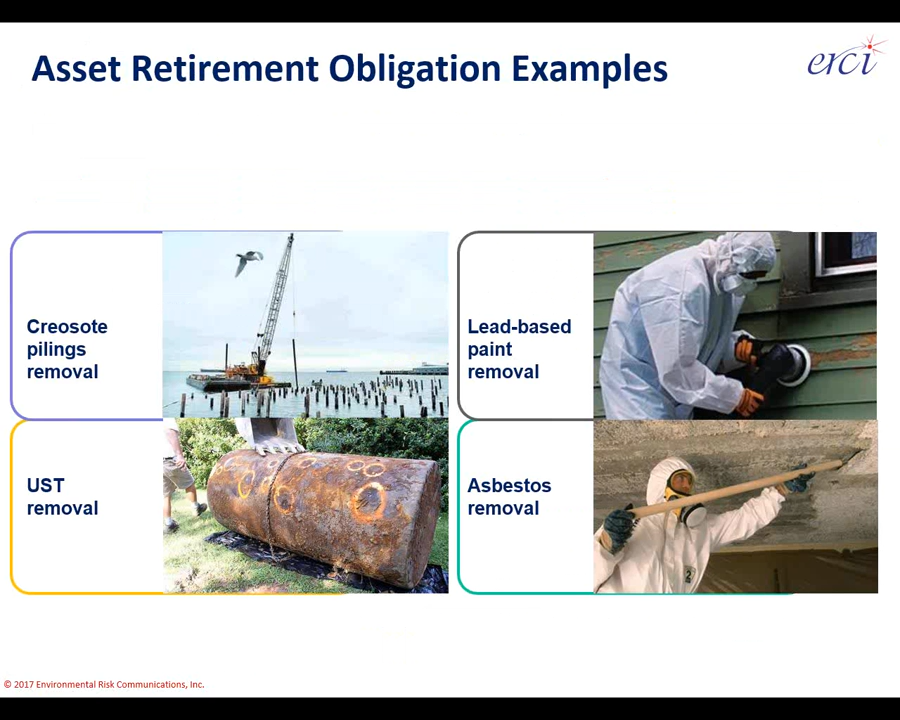 Asset Retirement Obligation Examples
erci
Creosote
pilings
removal
Lead-based
paint
removal
UST
removal
Asbestos
removal
2
© 2017 Environmental Risk Communications, Inc.